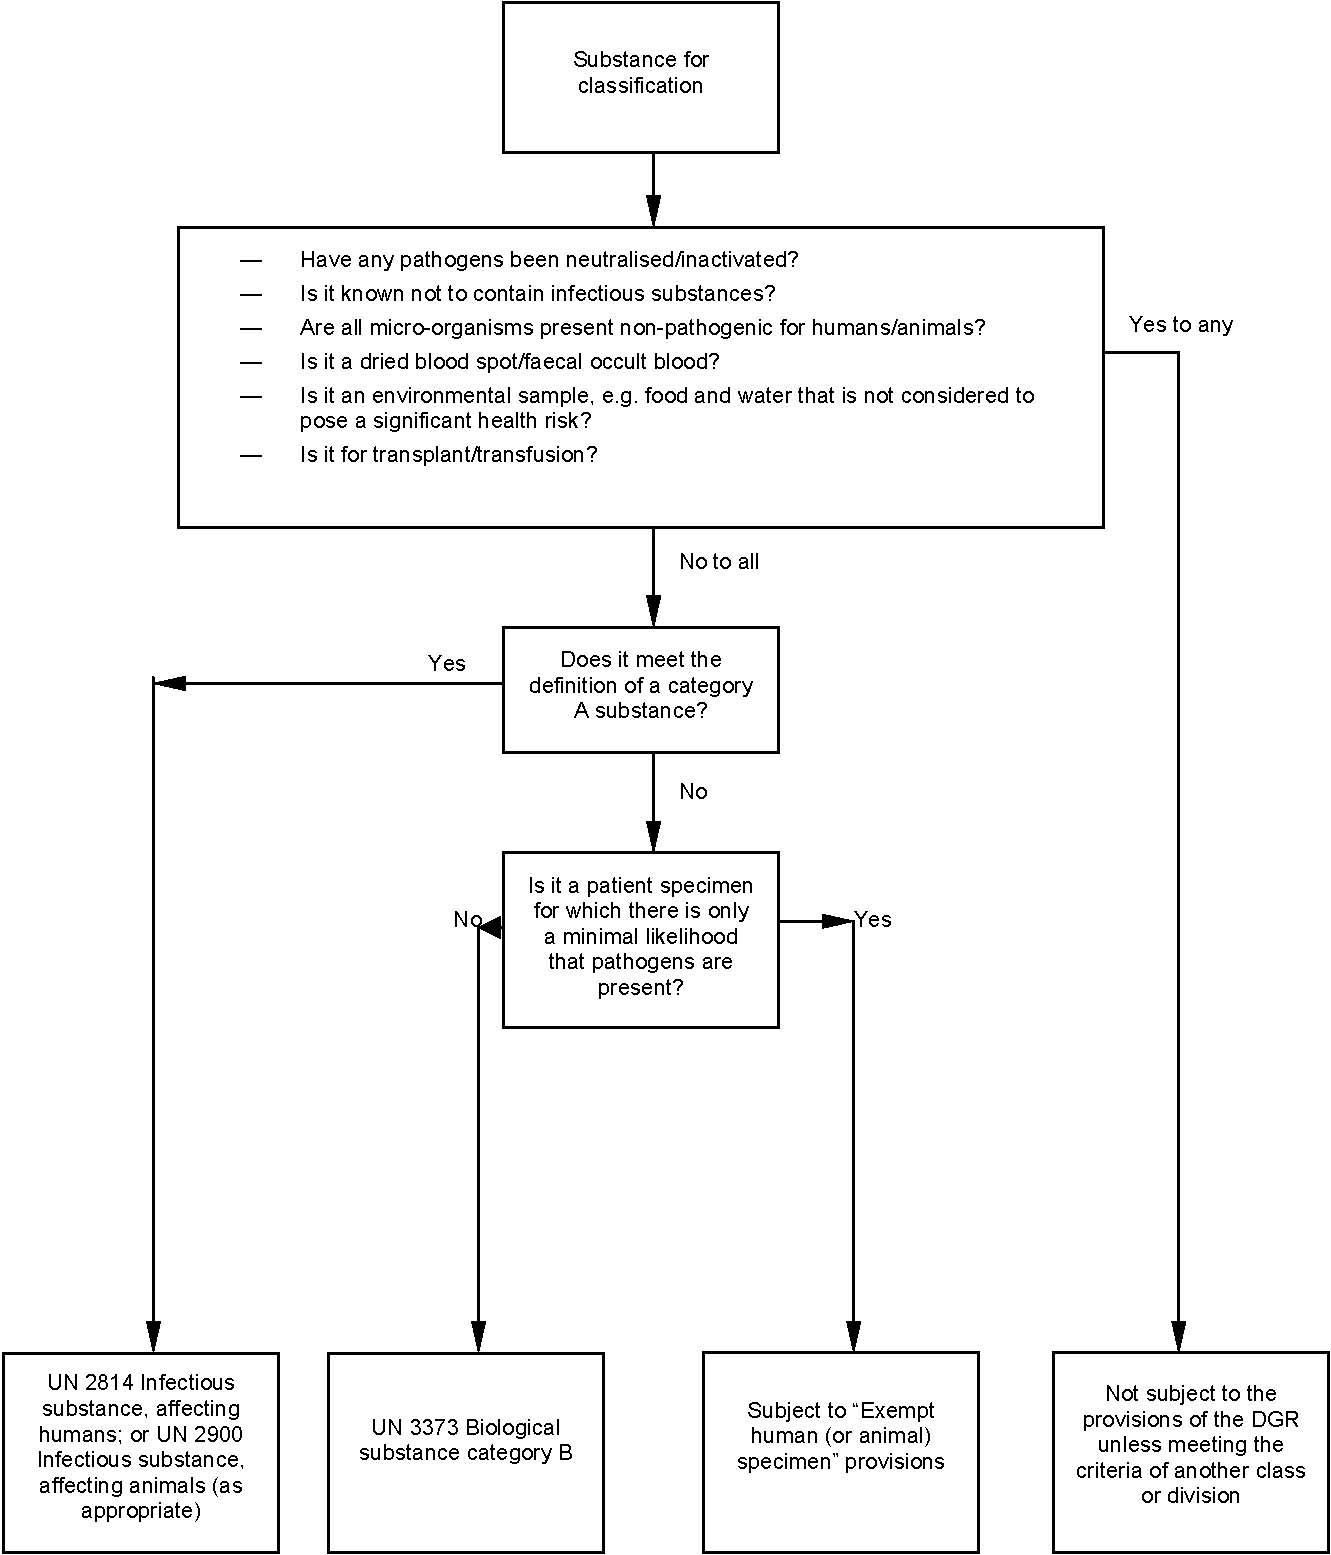 Substance for
classification
— Have any pathogens been neutralised/inactivated?
— Is it known not to contain infectious substances?
— Are all micro-organisms present non-pathogenic for humans/animals?
— Is it a dried blood spot/faecal occult blood?
— Is it an environmental sample, e.g. food and water that is not considered to
pose a significant health risk?
— Is it for transplant/transfusion?
Yes to any
No to all
Does it meet the
definition of a category
A substance?
Yes
No
Is it a patient specimen
for which there is only
a minimal likelihood
that pathogens are
present?
No
Yes
UN 2814 Infectious
substance, affecting
humans; or UN 2900
Infectious substance,
affecting animals (as
appropriate)
UN 3373 Biological
substance category B
Subject to “Exempt
human (or animal)
specimen” provisions
Not subject to the
provisions of the DGR
unless meeting the
criteria of another class
or division